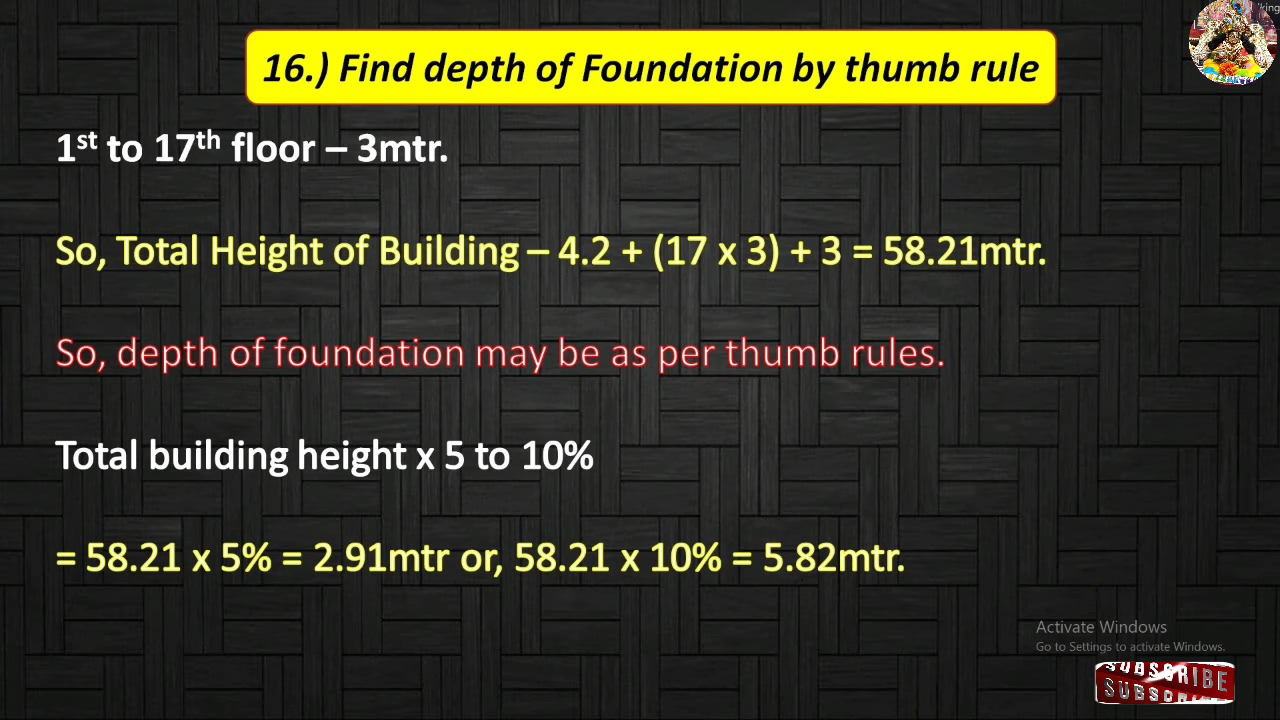 16.) Find depth of Foundation by thumb rule
1st to 17th floor – 3mtr.
So, Total Height of Building – 4.2 + (17 x 3) + 3 = 58.21mtr.
So, depth of foundation may be as per thumb rules.
Total building height x 5 to 10%
= 58.21 x 5% = 2.91mtr or, 58.21 x 10% = 5.82mtr.
Activate Windows
Go to Settings to activate Windows.
SUBSCRIBE